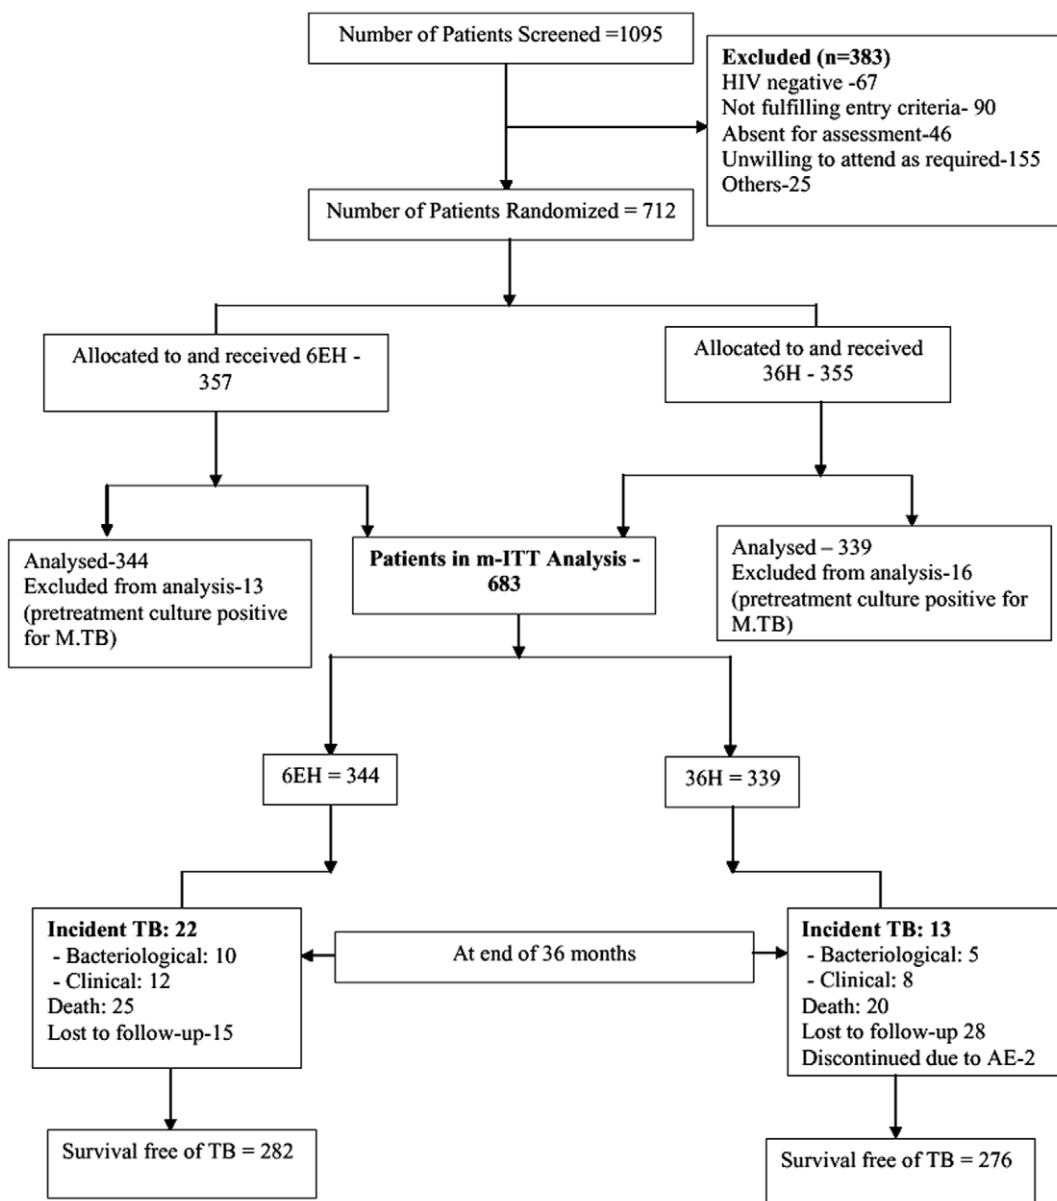 Number of Patients Screened =1095
Excluded (n=383)
HIV negative -67
Not fulfilling entry criteria- 90
Absent for assessment-46
Unwilling to attend as required-155
Others-25
Number of Patients Randomized = 712
Allocated to and received 6EH -
357
Allocated to and received
36H - 355
Analysed-344
Excluded from analysis-13
(pretreatment culture positive
for M.TB)
Patients in m-ITT Analysis -
683
Analysed – 339
Excluded from analysis-16
(pretreatment culture positive for
M.TB)
6EH = 344
36H = 339
Incident TB: 22
- Bacteriological: 10
- Clinical: 12
Death: 25
Lost to follow-up-15
At end of 36 months
Incident TB: 13
- Bacteriological: 5
- Clinical: 8
Death: 20
Lost to follow-up 28
Discontinued due to AE-2
Survival free of TB = 282
Survival free of TB = 276